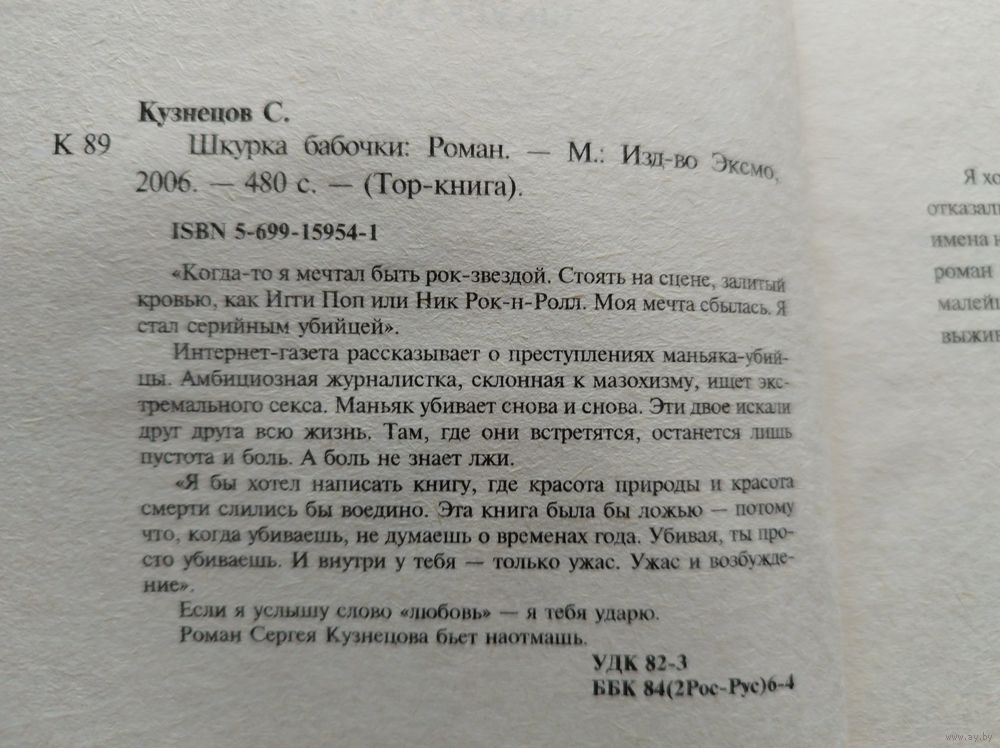 Кузнецов С.
К 89 Шкурка бабочки: Роман. — М.: Изд-во Эксмо,
2006. — 480 с. — (Тор-книга).
ISBN 5-699-15954-1
«Когда-то я мечтал быть рок-звездой. Стоять на сцене, залитый
кровью, как Игги Поп или Ник Рок-н-Ролл. Моя мечта сбылась. Я
стал серийным убийцей».
Интернет-газета рассказывает о преступлениях маньяка-убий-
цы. Амбициозная журналистка, склонная к мазохизму, ищет экс-
тремального секса. Маньяк убивает снова и снова. Эти двое искали
друг друга всю жизнь. Там, где они встретятся, останется лишь
пустота и боль. А боль не знает лжи.
«Я бы хотел написать книгу, где красота природы и красота
смерти слились бы воедино. Эта книга была бы ложью — потому
что, когда убиваешь, не думаешь о временах года. Убивая, ты про-
сто убиваешь. И внутри у тебя — только ужас. Ужас и возбужде-
ние».
Если я услышу слово «любовь» — я тебя ударю.
Роман Сергея Кузнецова бьет наотмашь.
УДК 82-3
ББК 84(2Рос-Рус)6-4
Я хо
отказали
имена
роман
малей
выжи
www.ay.by